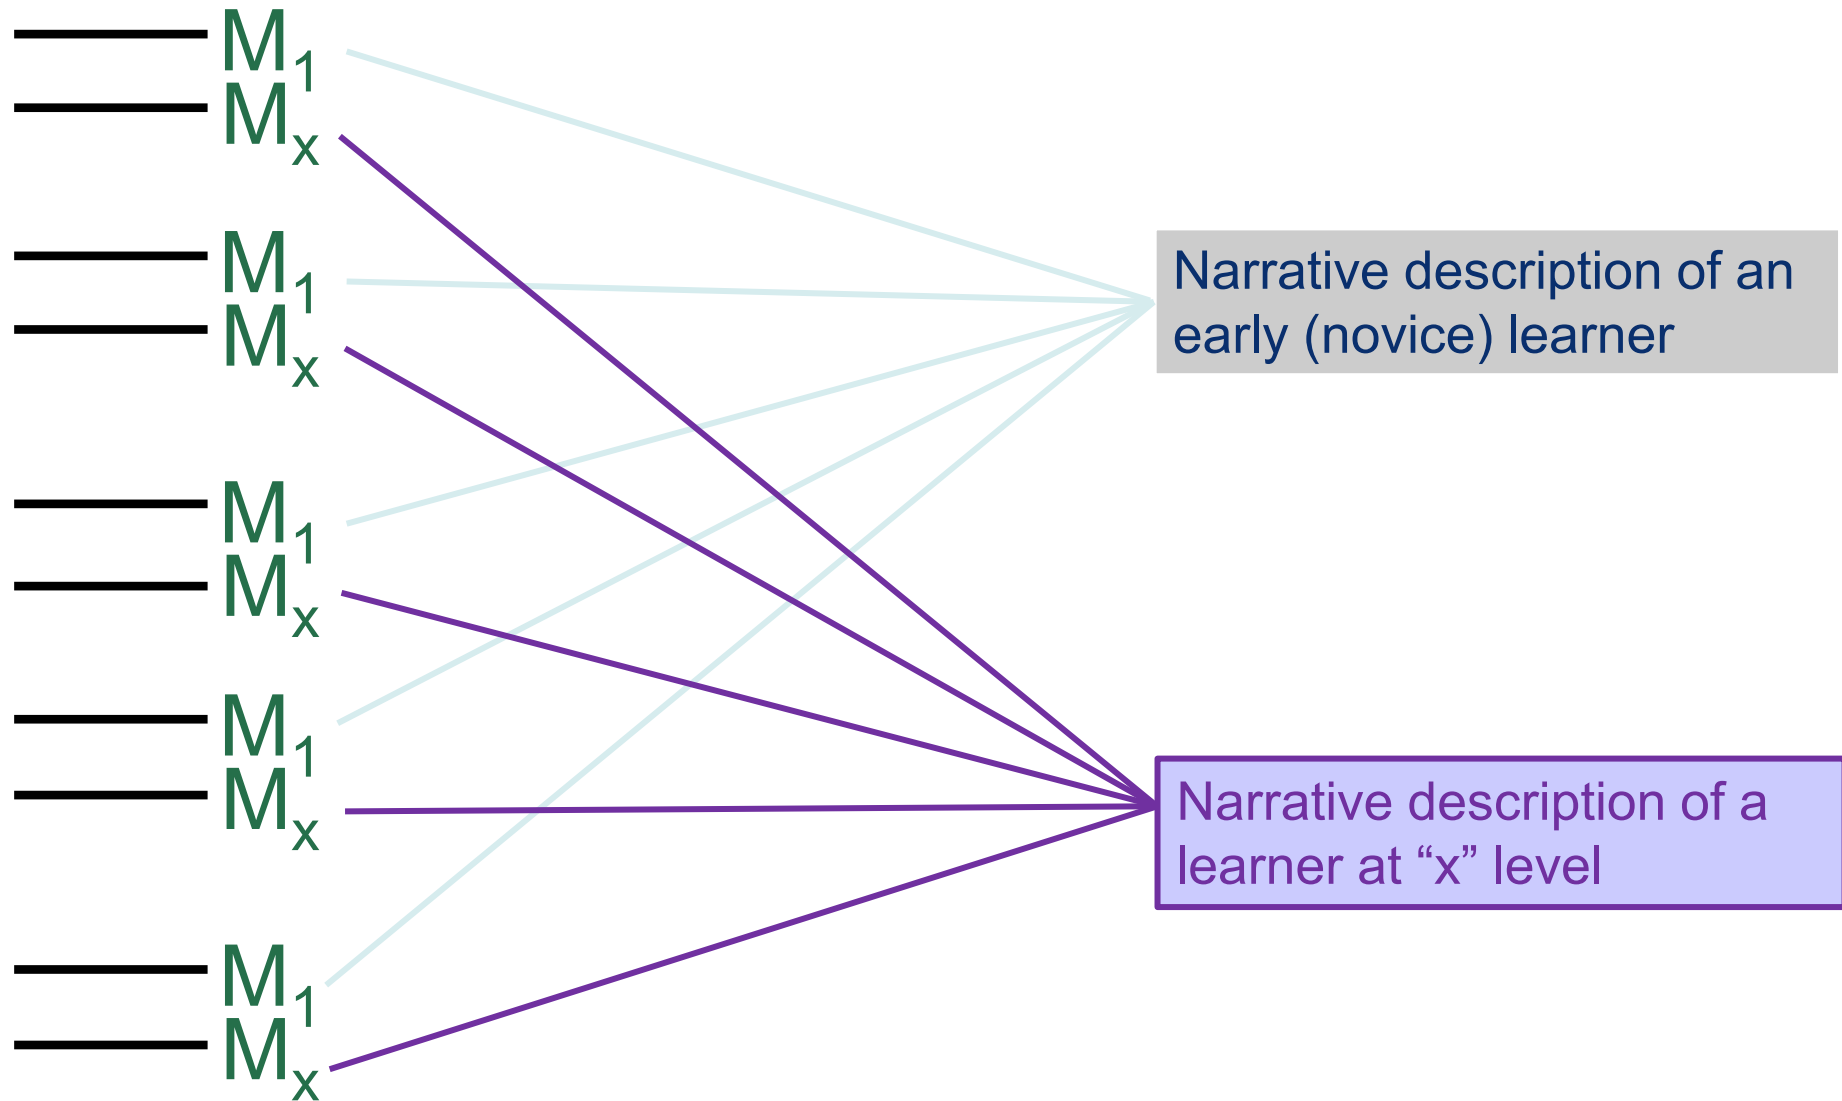 M₁
Mₓ
M₁
Mₓ
Narrative description of an
early (novice) learner
M₁
Mₓ
M₁
Mₓ
Narrative description of a
learner at “x” level
M₁
Mₓ